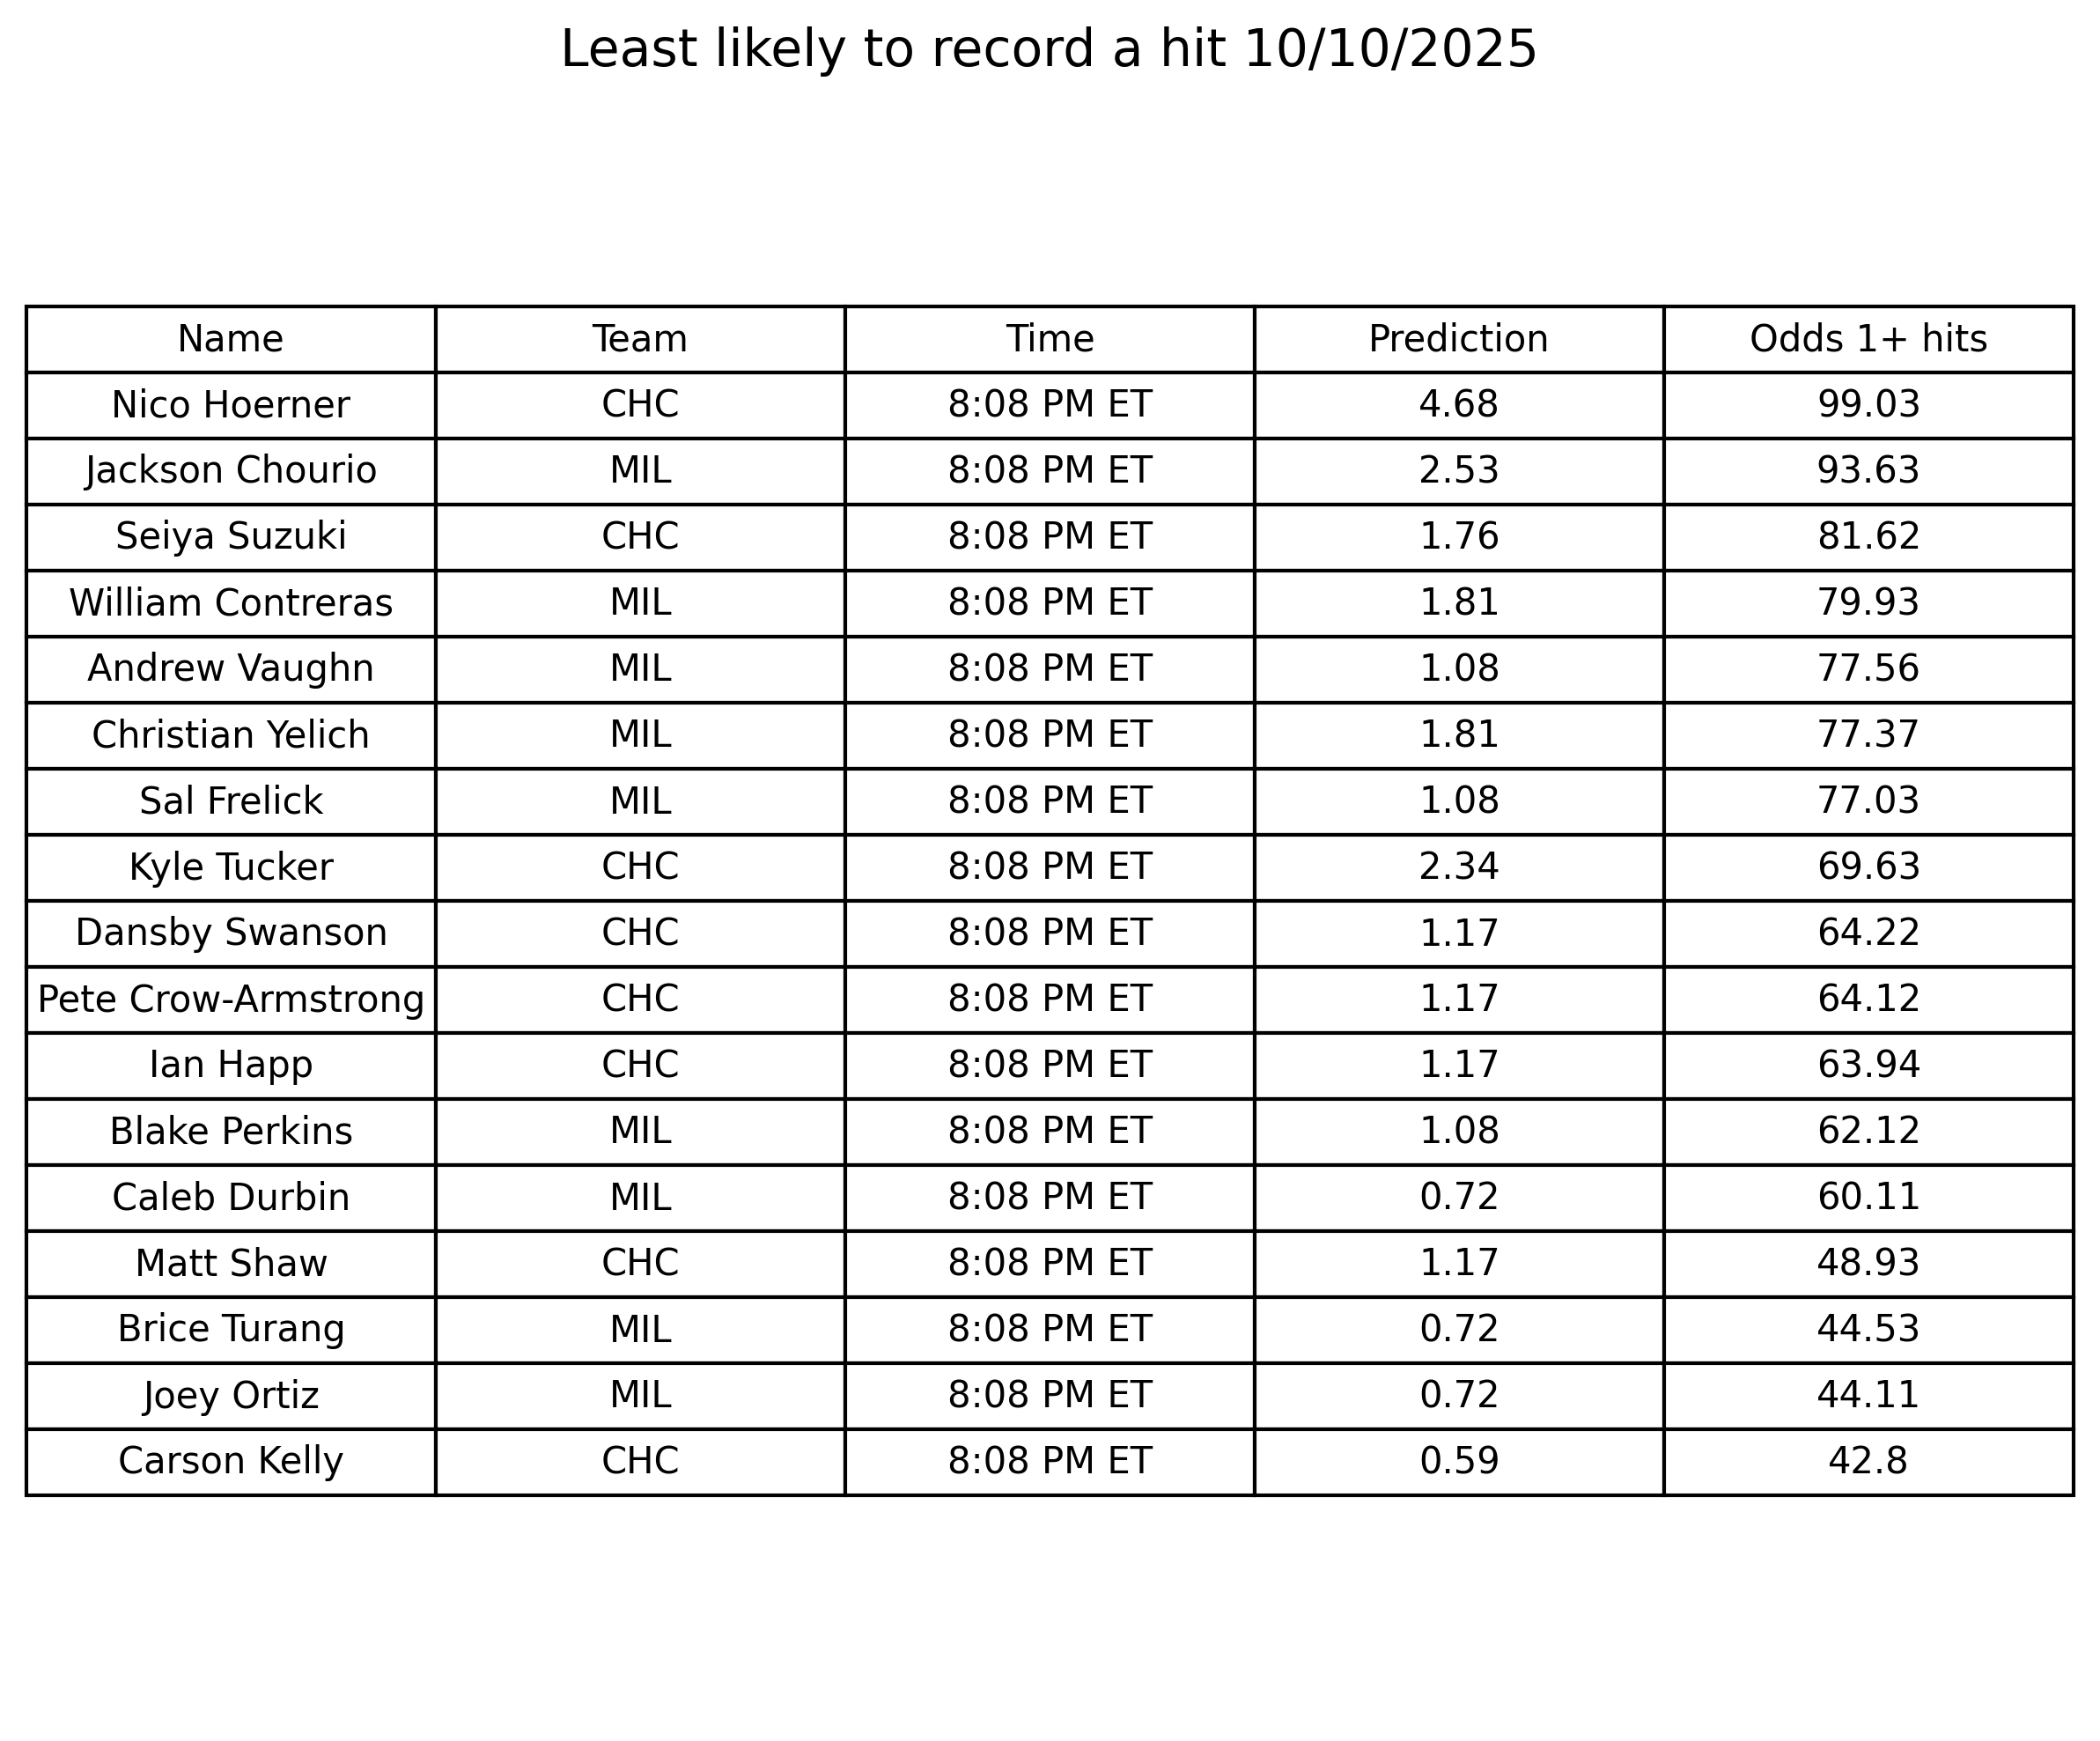 Least likely to record a hit 10/10/2025
Name Team Time Prediction Odds 1+ hits
Nico Hoerner CHC 8:08 PM ET 4.68 99.03
Jackson Chourio MIL 8:08 PM ET 2.53 93.63
Seiya Suzuki CHC 8:08 PM ET 1.76 81.62
William Contreras MIL 8:08 PM ET 1.81 79.93
Andrew Vaughn MIL 8:08 PM ET 1.08 77.56
Christian Yelich MIL 8:08 PM ET 1.81 77.37
Sal Frelick MIL 8:08 PM ET 1.08 77.03
Kyle Tucker CHC 8:08 PM ET 2.34 69.63
Dansby Swanson CHC 8:08 PM ET 1.17 64.22
Pete Crow-Armstrong CHC 8:08 PM ET 1.17 64.12
Ian Happ CHC 8:08 PM ET 1.17 63.94
Blake Perkins MIL 8:08 PM ET 1.08 62.12
Caleb Durbin MIL 8:08 PM ET 0.72 60.11
Matt Shaw CHC 8:08 PM ET 1.17 48.93
Brice Turang MIL 8:08 PM ET 0.72 44.53
Joey Ortiz MIL 8:08 PM ET 0.72 44.11
Carson Kelly CHC 8:08 PM ET 0.59 42.8